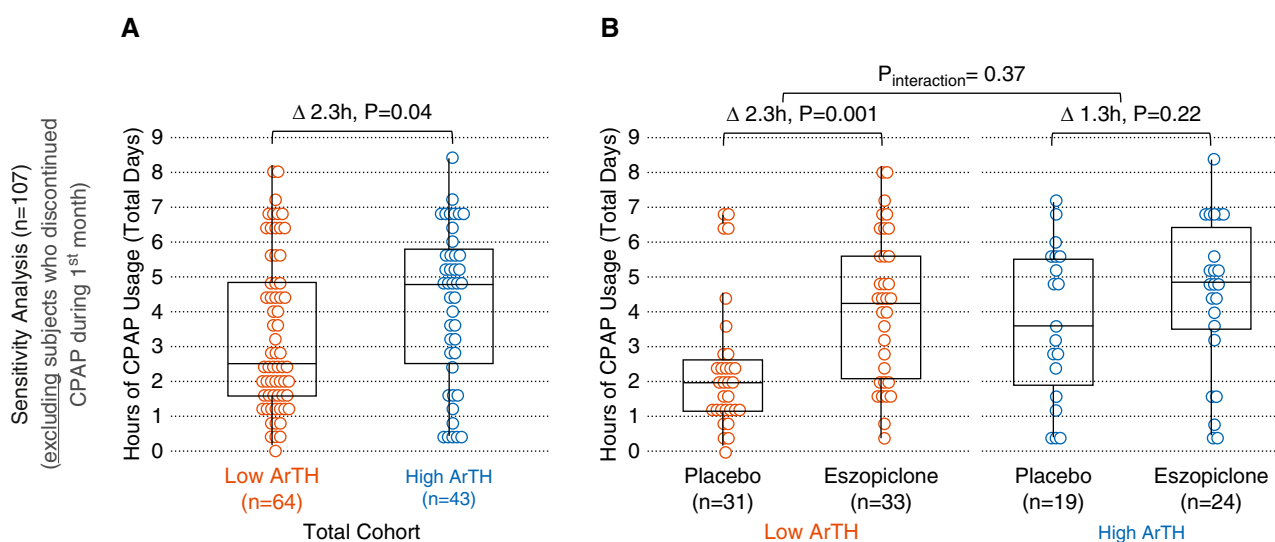 A
B
Sensitivity Analysis (n=107)
(excluding subjects who discontinued
CPAP during 1st month)
Δ 2.3h, P=0.04
Hours of CPAP Usage (Total Days)
9
8
7
6
5
4
3
2
1
0
Low ArTH
(n=64)
High ArTH
(n=43)
Total Cohort
Pinteraction= 0.37
Δ 2.3h, P=0.001
Δ 1.3h, P=0.22
Hours of CPAP Usage (Total Days)
9
8
7
6
5
4
3
2
1
0
Placebo
(n=31)
Eszopiclone
(n=33)
Placebo
(n=19)
Eszopiclone
(n=24)
Low ArTH
High ArTH